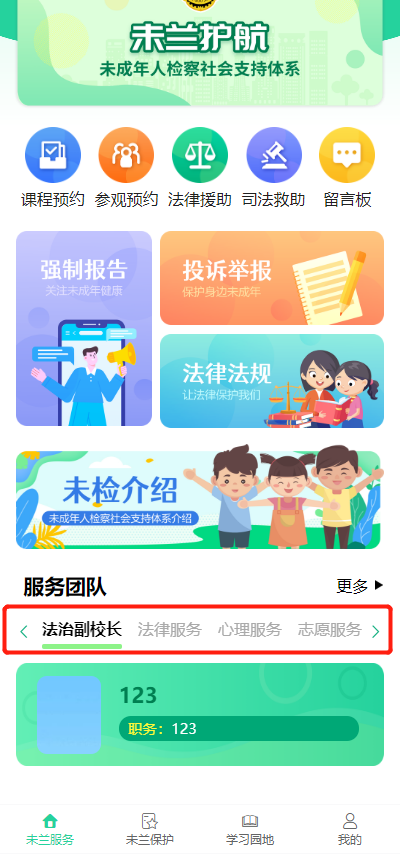 未兰护航
未成年人检察社会支持体系
课程预约 参观预约 法律援助 司法救助 留言板
强制报告
关注未成年健康
投诉举报
保护身边未成年
法律法规
让法律保护我们
未检介绍
未成年人检察社会支持体系介绍
服务团队 更多
法治副校长 法律服务 心理服务 志愿服务
123
职务：123
未兰服务 未兰保护 学习园地 我的